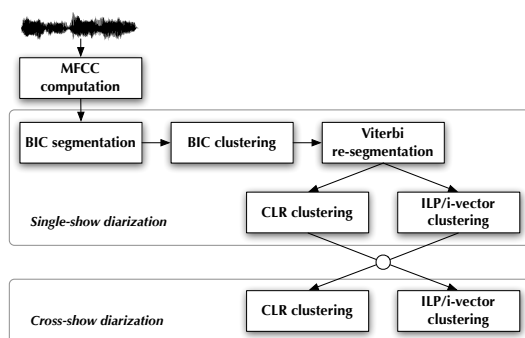 MFCC
computation
BIC segmentation
BIC clustering
Viterbi
re-segmentation
Single-show diarization
CLR clustering
ILP/i-vector
clustering
Cross-show diarization
CLR clustering
ILP/i-vector
clustering